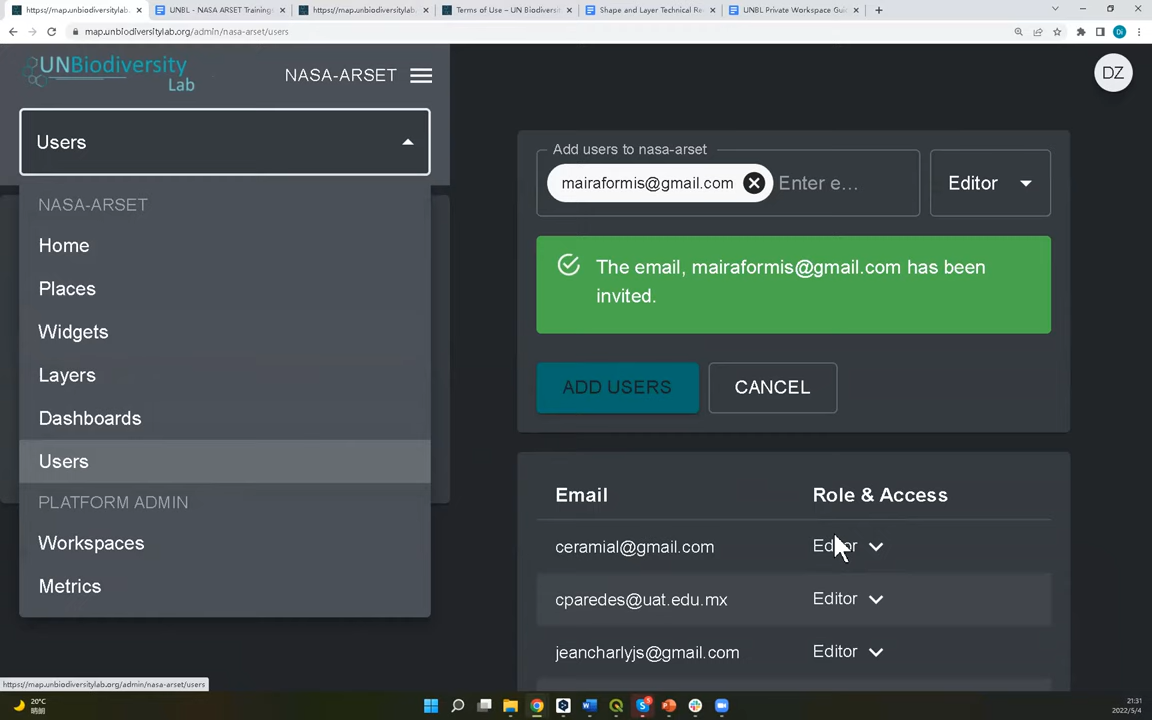 https://map.unbiodiversitylab.
UNBL - NASA ARSET Training
https://map.unbiodiversitylab.
Terms of Use – UN Biodivers
Shape and Layer Technical Re
UNBL Private Workspace Gui
map.unbiodiversitylab.org/admin/nasa-arset/users
Di
UNBiodiversity
Lab
NASA-ARSET
DZ
Users
NASA-ARSET
Home
Places
Widgets
Layers
Dashboards
Users
PLATFORM ADMIN
Workspaces
Metrics
Add users to nasa-arset
mairaformis@gmail.com
Enter e...
Editor
The email, mairaformis@gmail.com has been
invited.
ADD USERS
CANCEL
Email
Role & Access
ceramial@gmail.com
Editor
cparedes@uat.edu.mx
Editor
jeancharlyjs@gmail.com
Editor
https://map.unbiodiversitylab.org/admin/nasa-arset/users
20°C
晴朗
21:31
2022/5/4